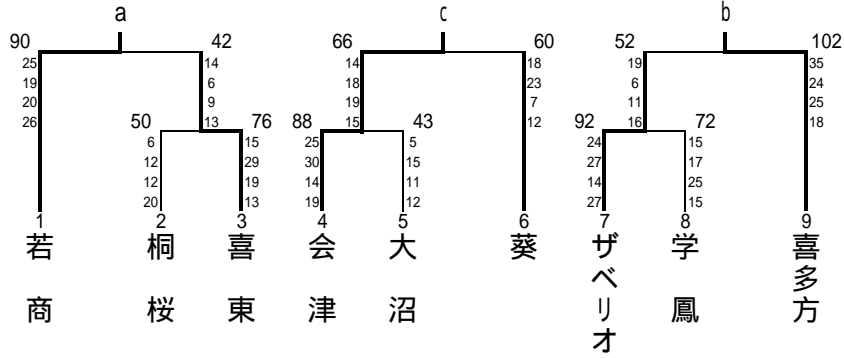 a c b
90 42 66 60 52 102
25 14 14 18 19 35
19 6 18 23 6 24
20 9 19 7 11 25
26 13 15 12 16 18
50 76 88 43 92 72
6 15 25 5 24 15
12 29 30 15 27 17
12 19 14 11 14 25
20 13 19 12 27 15
1 2 3 4 5 6 7 8 9
若商
桐桜
喜東
会津
大沼
葵
ザベリオ
学鳳
喜多方